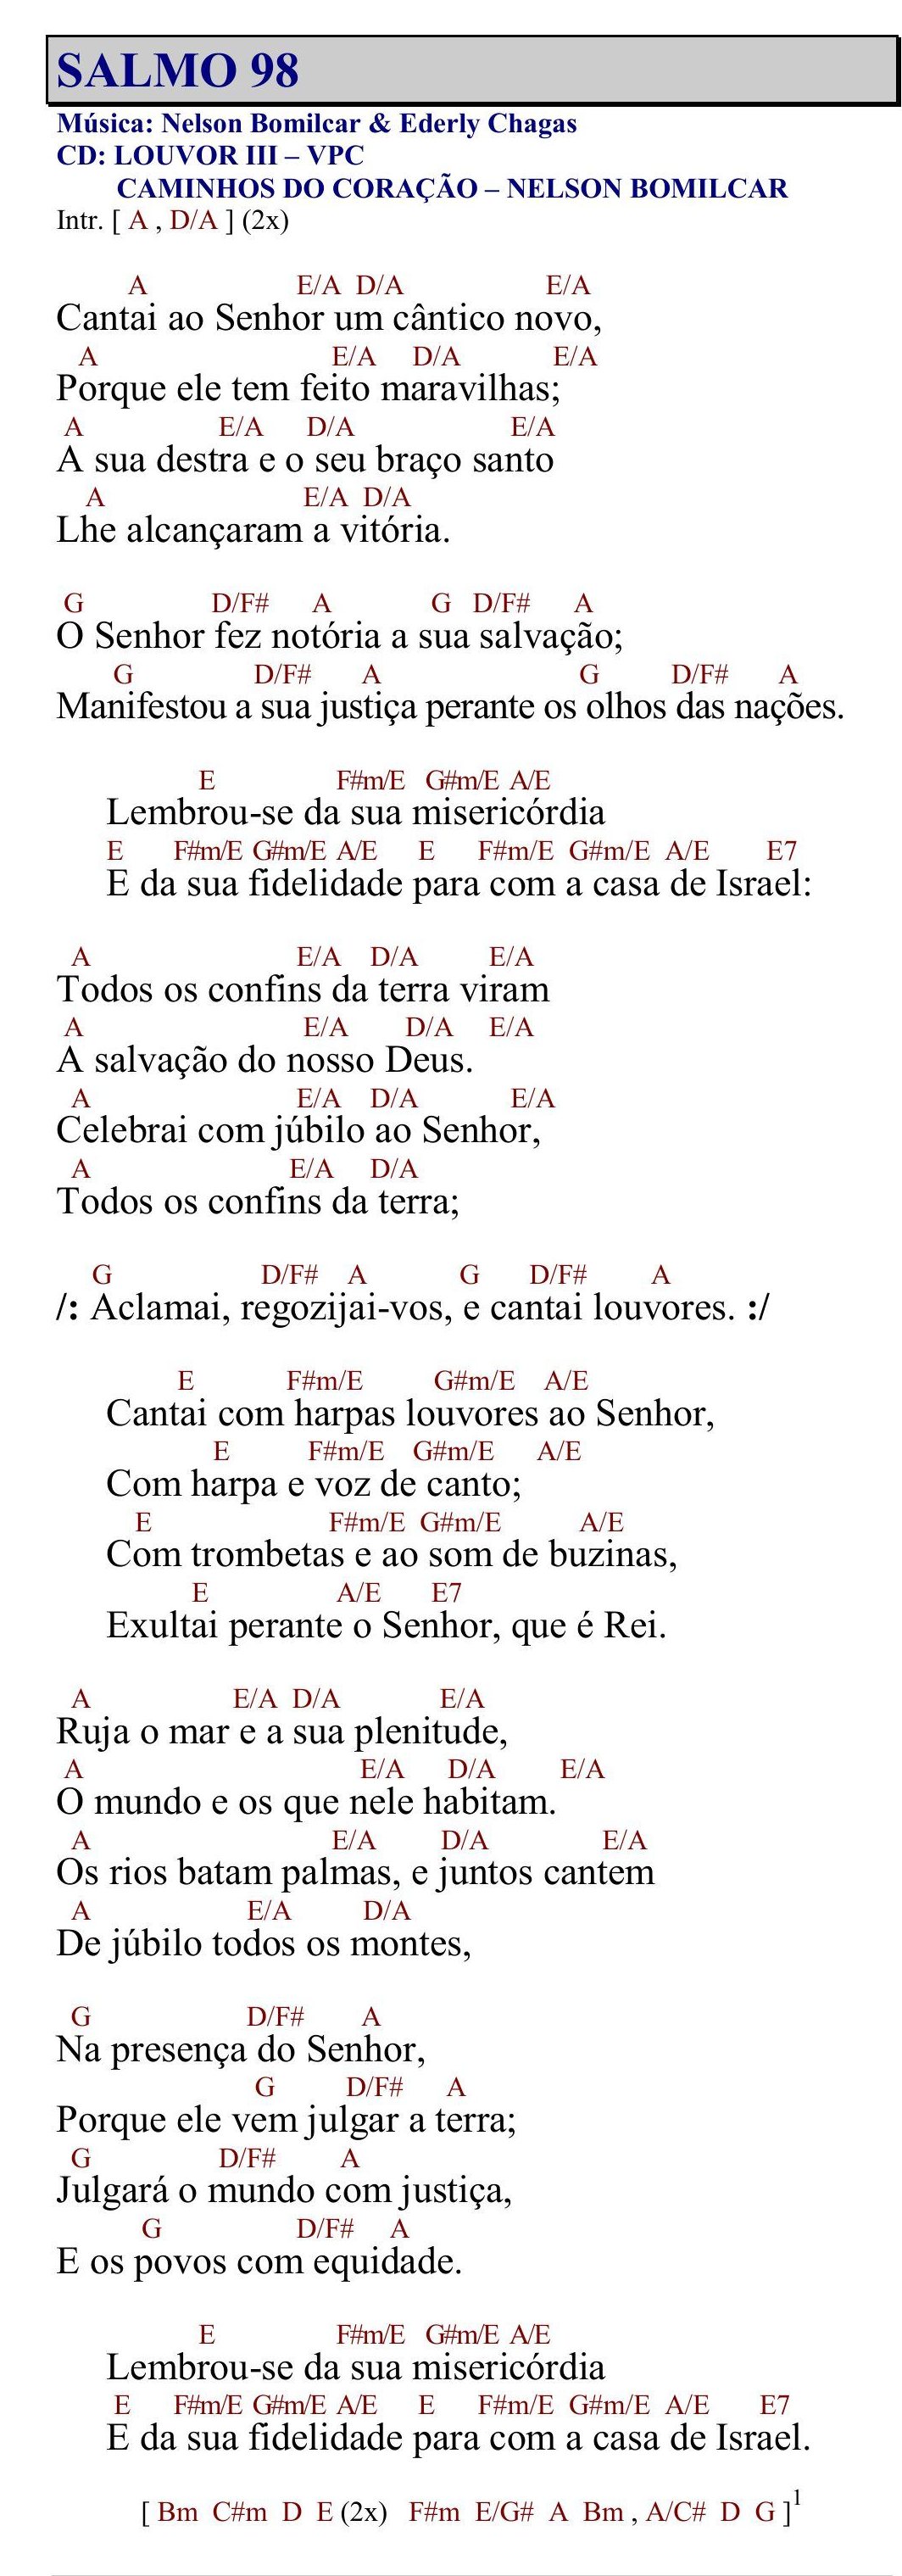 SALMO 98
Música: Nelson Bomilcar & Ederly Chagas
CD: LOUVOR III – VPC
CAMINHOS DO CORAÇÃO – NELSON BOMILCAR
Intr. [ A , D/A ] (2x)
A E/A D/A E/A
Cantai ao Senhor um cântico novo,
A E/A D/A E/A
Porque ele tem feito maravilhas;
A E/A D/A E/A
A sua destra e o seu braço santo
A E/A D/A
Lhe alcançaram a vitória.
G D/F# A G D/F# A
O Senhor fez notória a sua salvação;
G D/F# A G D/F# A
Manifestou a sua justiça perante os olhos das nações.
E F#m/E G#m/E A/E
Lembrou-se da sua misericórdia
E F#m/E G#m/E A/E E F#m/E G#m/E A/E E7
E da sua fidelidade para com a casa de Israel:
A E/A D/A E/A
Todos os confins da terra viram
A E/A D/A E/A
A salvação do nosso Deus.
A E/A D/A E/A
Celebrai com júbilo ao Senhor,
A E/A D/A
Todos os confins da terra;
G D/F# A G D/F# A
/: Aclamai, regozijai-vos, e cantai louvores. :/
E F#m/E G#m/E A/E
Cantai com harpas louvores ao Senhor,
E F#m/E G#m/E A/E
Com harpa e voz de canto;
E F#m/E G#m/E A/E
Com trombetas e ao som de buzinas,
E A/E E7
Exultai perante o Senhor, que é Rei.
A E/A D/A E/A
Ruja o mar e a sua plenitude,
A E/A D/A E/A
O mundo e os que nele habitam.
A E/A D/A E/A
Os rios batam palmas, e juntos cantem
A E/A D/A
De júbilo todos os montes,
G D/F# A
Na presença do Senhor,
G D/F# A
Porque ele vem julgar a terra;
G D/F# A
Julgará o mundo com justiça,
G D/F# A
E os povos com equidade.
E F#m/E G#m/E A/E
Lembrou-se da sua misericórdia
E F#m/E G#m/E A/E E F#m/E G#m/E A/E E7
E da sua fidelidade para com a casa de Israel.
[ Bm C#m D E (2x) F#m E/G# A Bm , A/C# D G ]1